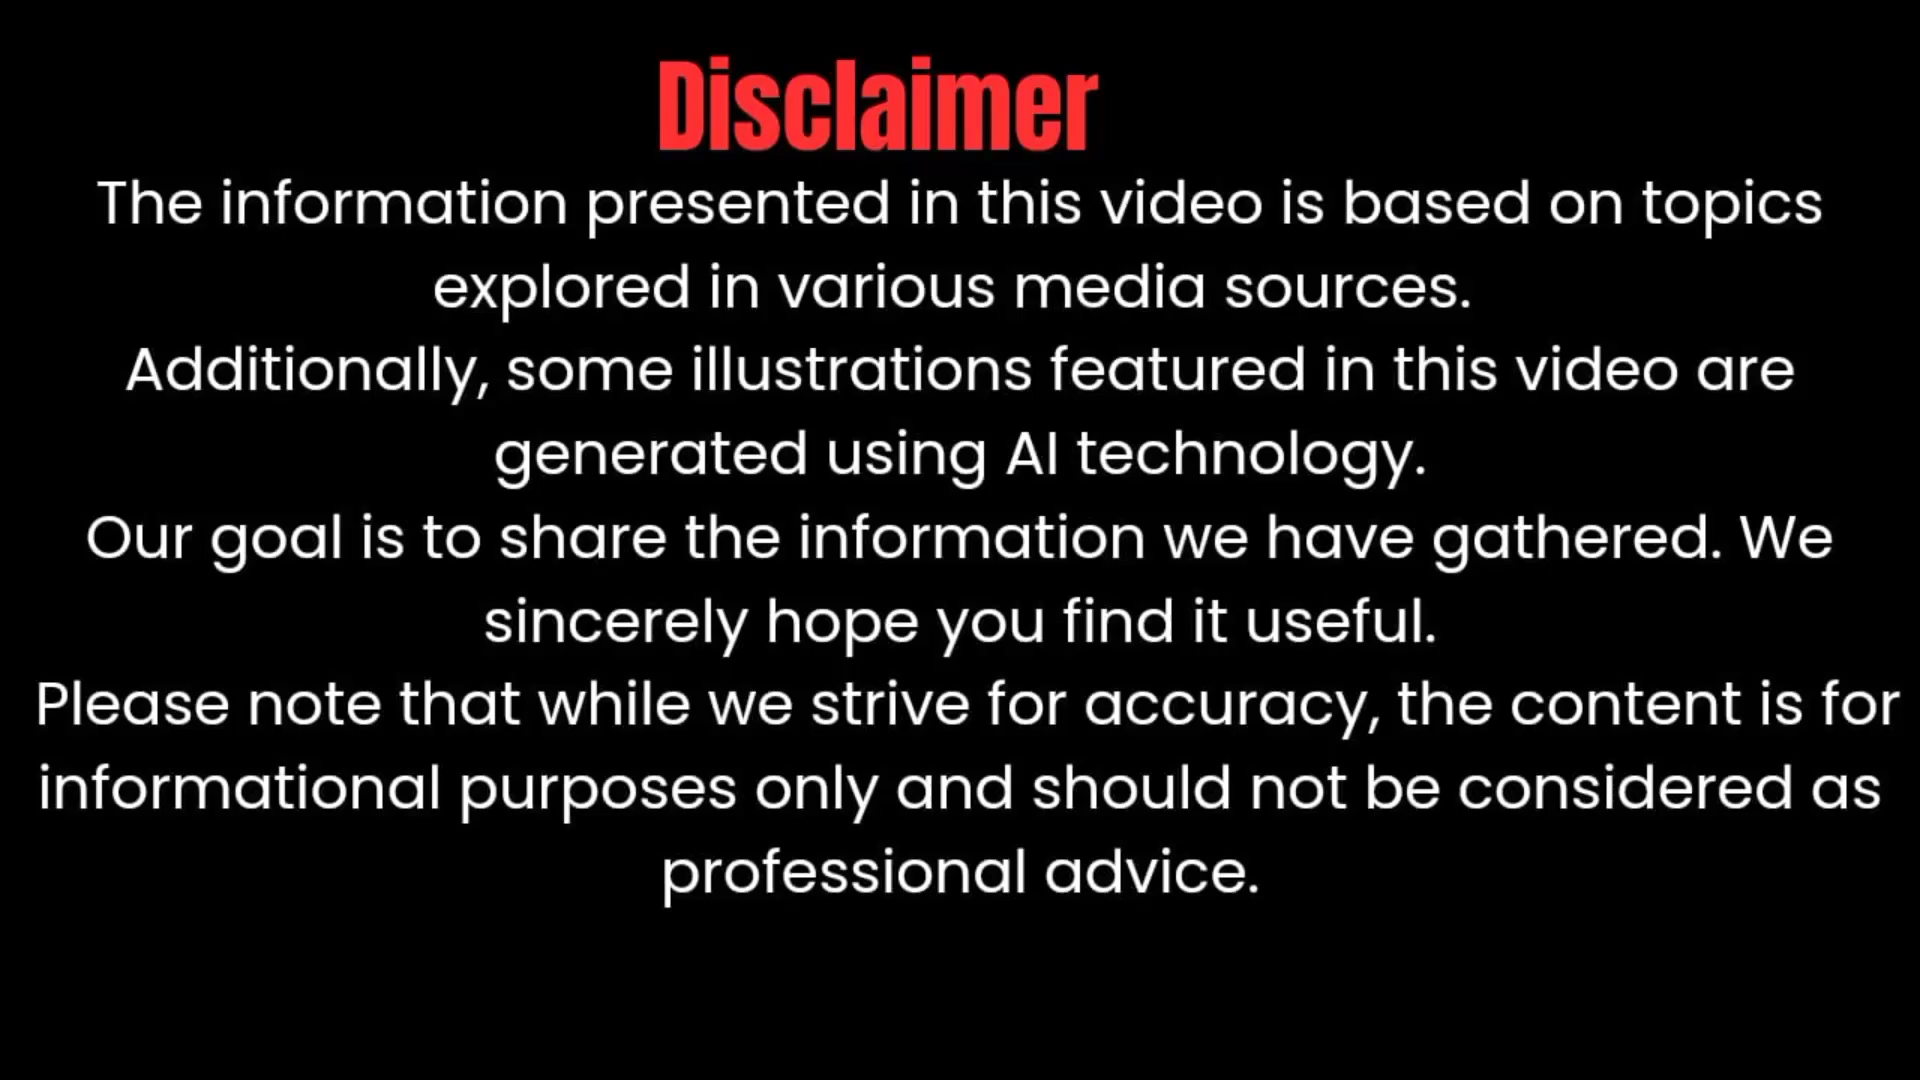 Disclaimer
The information presented in this video is based on topics
explored in various media sources.
Additionally, some illustrations featured in this video are
generated using AI technology.
Our goal is to share the information we have gathered. We
sincerely hope you find it useful.
Please note that while we strive for accuracy, the content is for
informational purposes only and should not be considered as
professional advice.